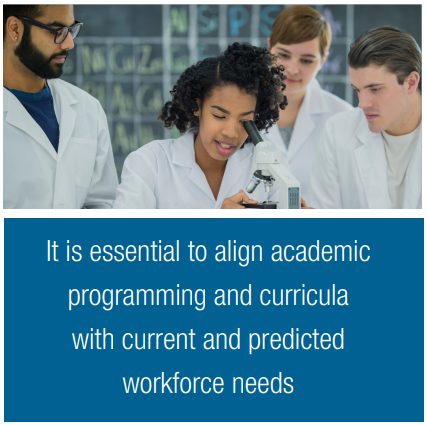 It is essential to align academic
programming and curricula
with current and predicted
workforce needs